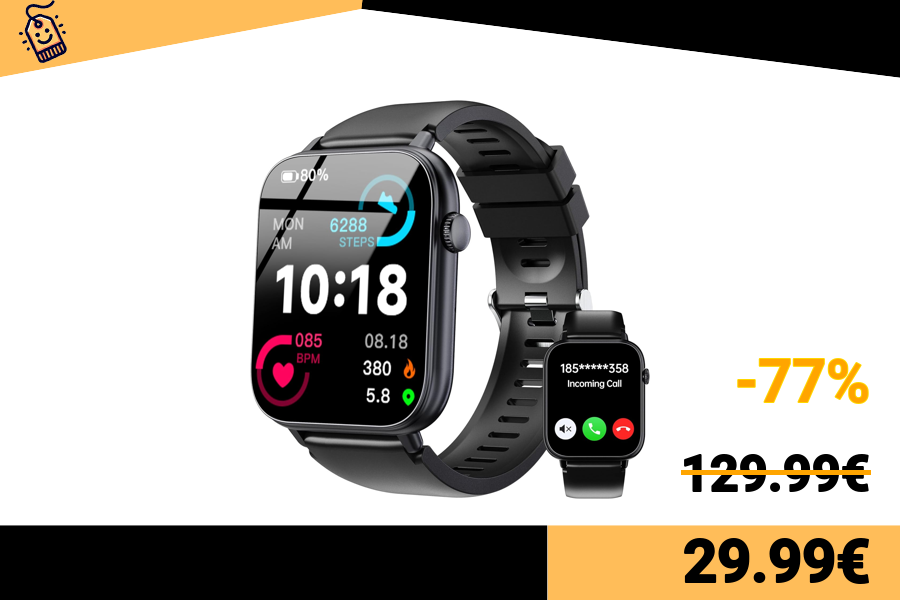 80%
MON
AM
6288
STEPS
10:18
085
BPM
08.18
380
5.8
185*****358
Incoming Call
-77%
129.99€
29.99€